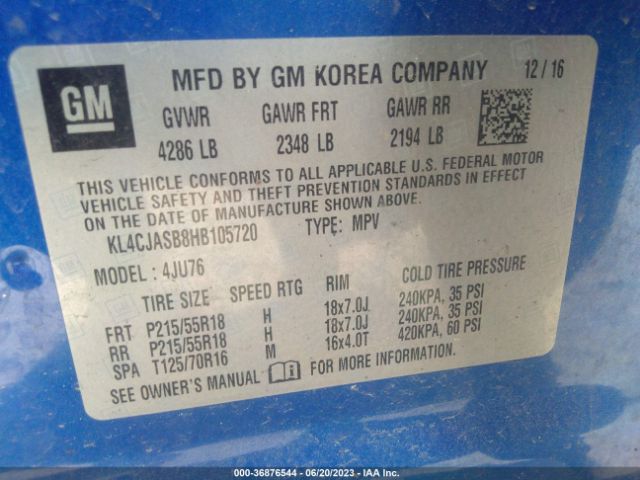 GM
MFD BY GM KOREA COMPANY 12 / 16
GVWR GAWR FRT GAWR RR
4286 LB 2348 LB 2194 LB
THIS VEHICLE CONFORMS TO ALL APPLICABLE U.S. FEDERAL MOTOR
VEHICLE SAFETY AND THEFT PREVENTION STANDARDS IN EFFECT
ON THE DATE OF MANUFACTURE SHOWN ABOVE.
KL4CJASB8HB105720 TYPE: MPV
MODEL : 4JU76
TIRE SIZE SPEED RTG RIM COLD TIRE PRESSURE
FRT P215/55R18 H 18x7.0J 240KPA, 35 PSI
RR P215/55R18 H 18x7.0J 240KPA, 35 PSI
SPA T125/70R16 M 16x4.0T 420KPA, 60 PSI
SEE OWNER'S MANUAL FOR MORE INFORMATION.
000-36876544 - 06/20/2023 - IAA Inc.